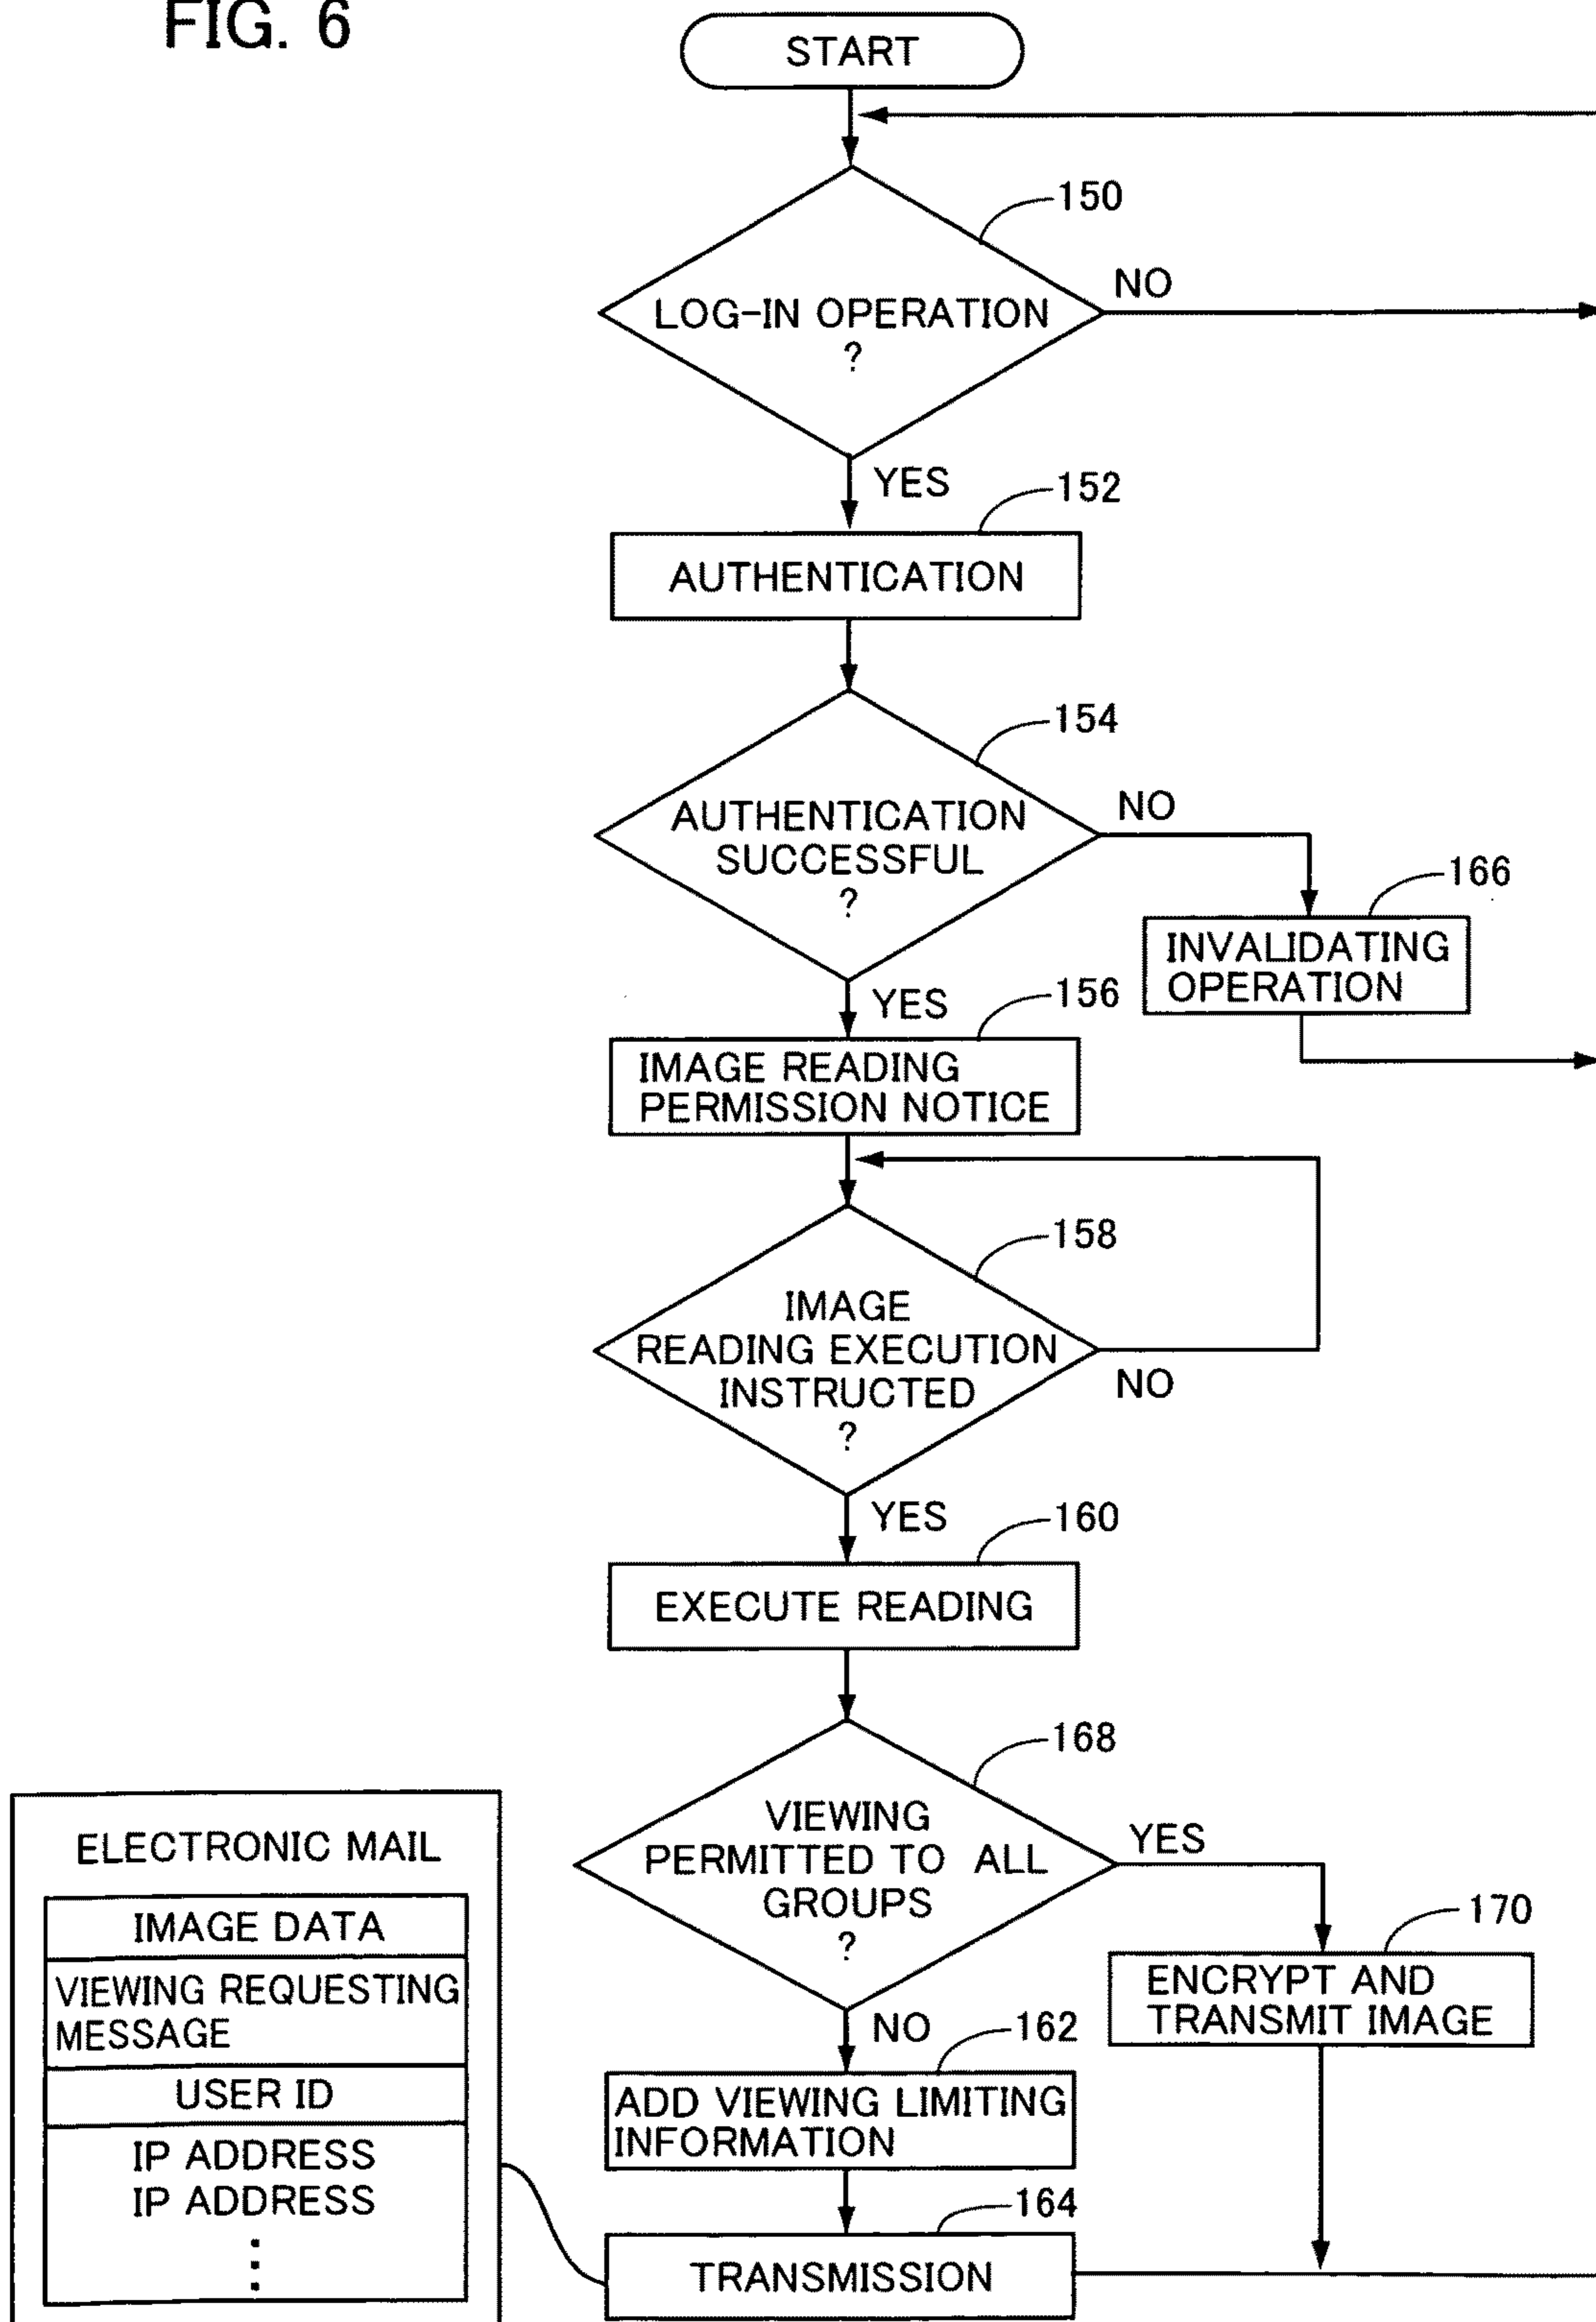 FIG. 6
START
150
LOG-IN OPERATION
?
NO
YES
152
AUTHENTICATION
154
AUTHENTICATION
SUCCESSFUL
?
NO
166
INVALIDATING
OPERATION
YES
156
IMAGE READING
PERMISSION NOTICE
158
IMAGE
READING EXECUTION
INSTRUCTED
?
NO
YES
160
EXECUTE READING
168
VIEWING
PERMITTED TO ALL
GROUPS
?
YES
170
ENCRYPT AND
TRANSMIT IMAGE
NO
162
ADD VIEWING LIMITING
INFORMATION
164
TRANSMISSION
ELECTRONIC MAIL
IMAGE DATA
VIEWING REQUESTING
MESSAGE
USER ID
IP ADDRESS
IP ADDRESS
⋮